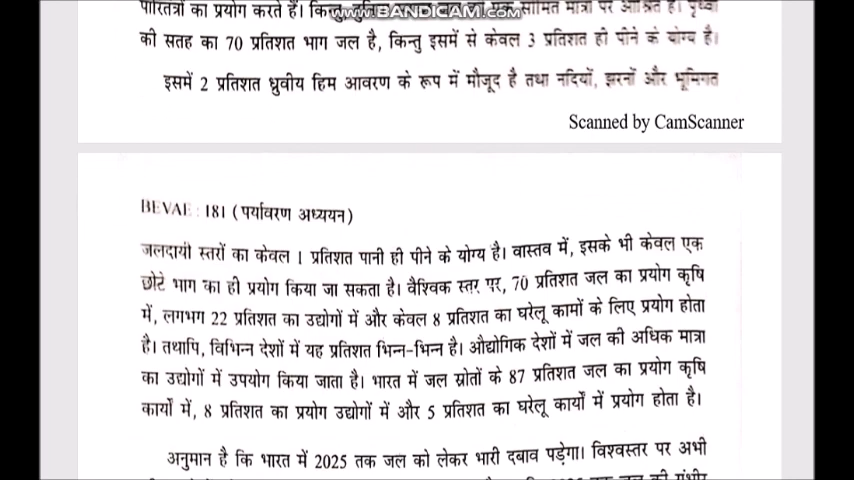 पारितंत्रों का प्रयोग करते हैं। किन्तु एक सीमित मात्रा पर आश्रित है। पृथ्वी
www.BANDICAM.com
की सतह का 70 प्रतिशत भाग जल है, किन्तु इसमें से केवल 3 प्रतिशत ही पीने के योग्य है।
इसमें 2 प्रतिशत ध्रुवीय हिम आवरण के रूप में मौजूद है तथा नदियों, झरनों और भूमिगत
Scanned by CamScanner
BEVAE : 181 (पर्यावरण अध्ययन)
जलदायी स्तरों का केवल 1 प्रतिशत पानी ही पीने के योग्य है। वास्तव में, इसके भी केवल एक
छोटे भाग का ही प्रयोग किया जा सकता है। वैश्विक स्तर पर, 70 प्रतिशत जल का प्रयोग कृषि
में, लगभग 22 प्रतिशत का उद्योगों में और केवल 8 प्रतिशत का घरेलू कामों के लिए प्रयोग होता
है। तथापि, विभिन्न देशों में यह प्रतिशत भिन्न-भिन्न है। औद्योगिक देशों में जल की अधिक मात्रा
का उद्योगों में उपयोग किया जाता है। भारत में जल स्रोतों के 87 प्रतिशत जल का प्रयोग कृषि
कार्यों में, 8 प्रतिशत का प्रयोग उद्योगों में और 5 प्रतिशत का घरेलू कार्यों में प्रयोग होता है।
अनुमान है कि भारत में 2025 तक जल को लेकर भारी दबाव पड़ेगा। विश्वस्तर पर अभी